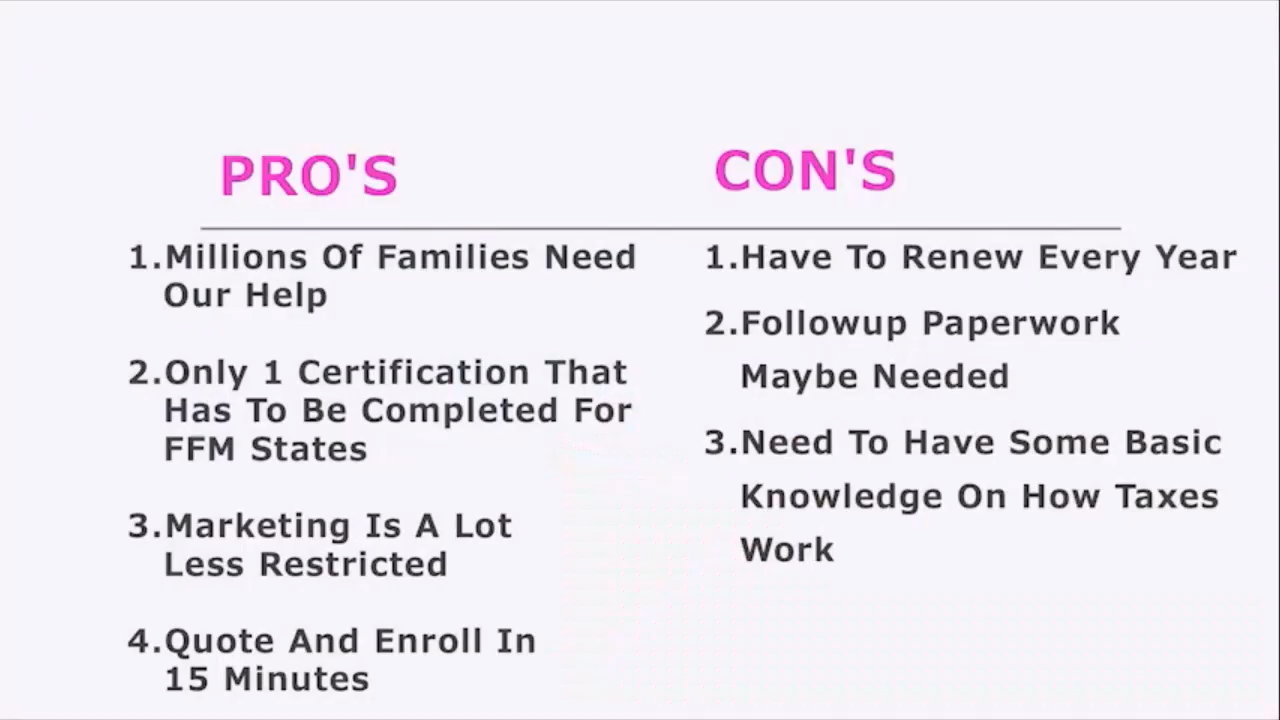 PRO'S
1.Millions Of Families Need
Our Help
2.Only 1 Certification That
Has To Be Completed For
FFM States
3.Marketing Is A Lot
Less Restricted
4.Quote And Enroll In
15 Minutes
CON'S
1.Have To Renew Every Year
2.Followup Paperwork
Maybe Needed
3.Need To Have Some Basic
Knowledge On How Taxes
Work